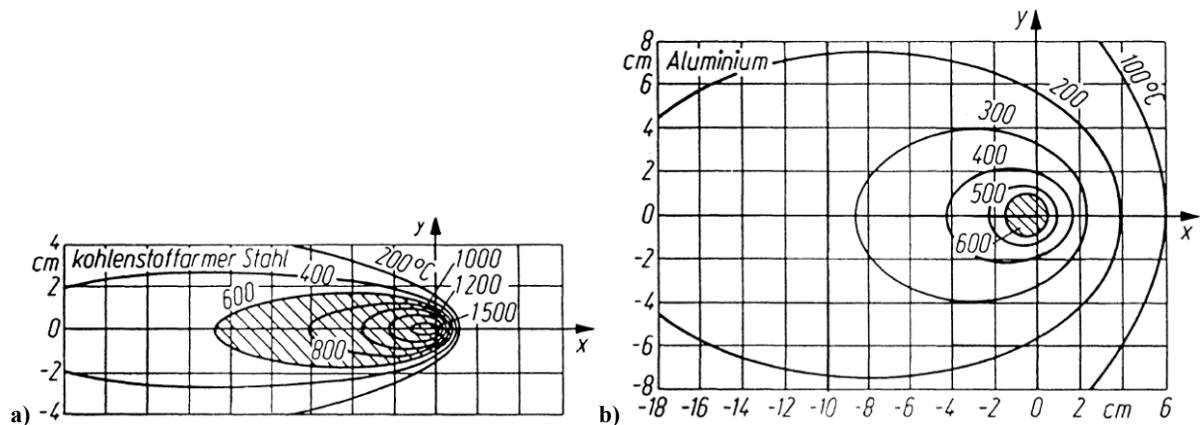 a)
y
4
cm
2
0
-2
-4
kohlenstoffarmer Stahl
200°C
400
600
800
1000
1200
1500
x
b)
y
8
cm
6
4
2
0
-2
-4
-6
-8
Aluminium
100°C
200
300
400
500
600
x
-18 -16 -14 -12 -10 -8 -6 -4 -2 0 2 cm 6